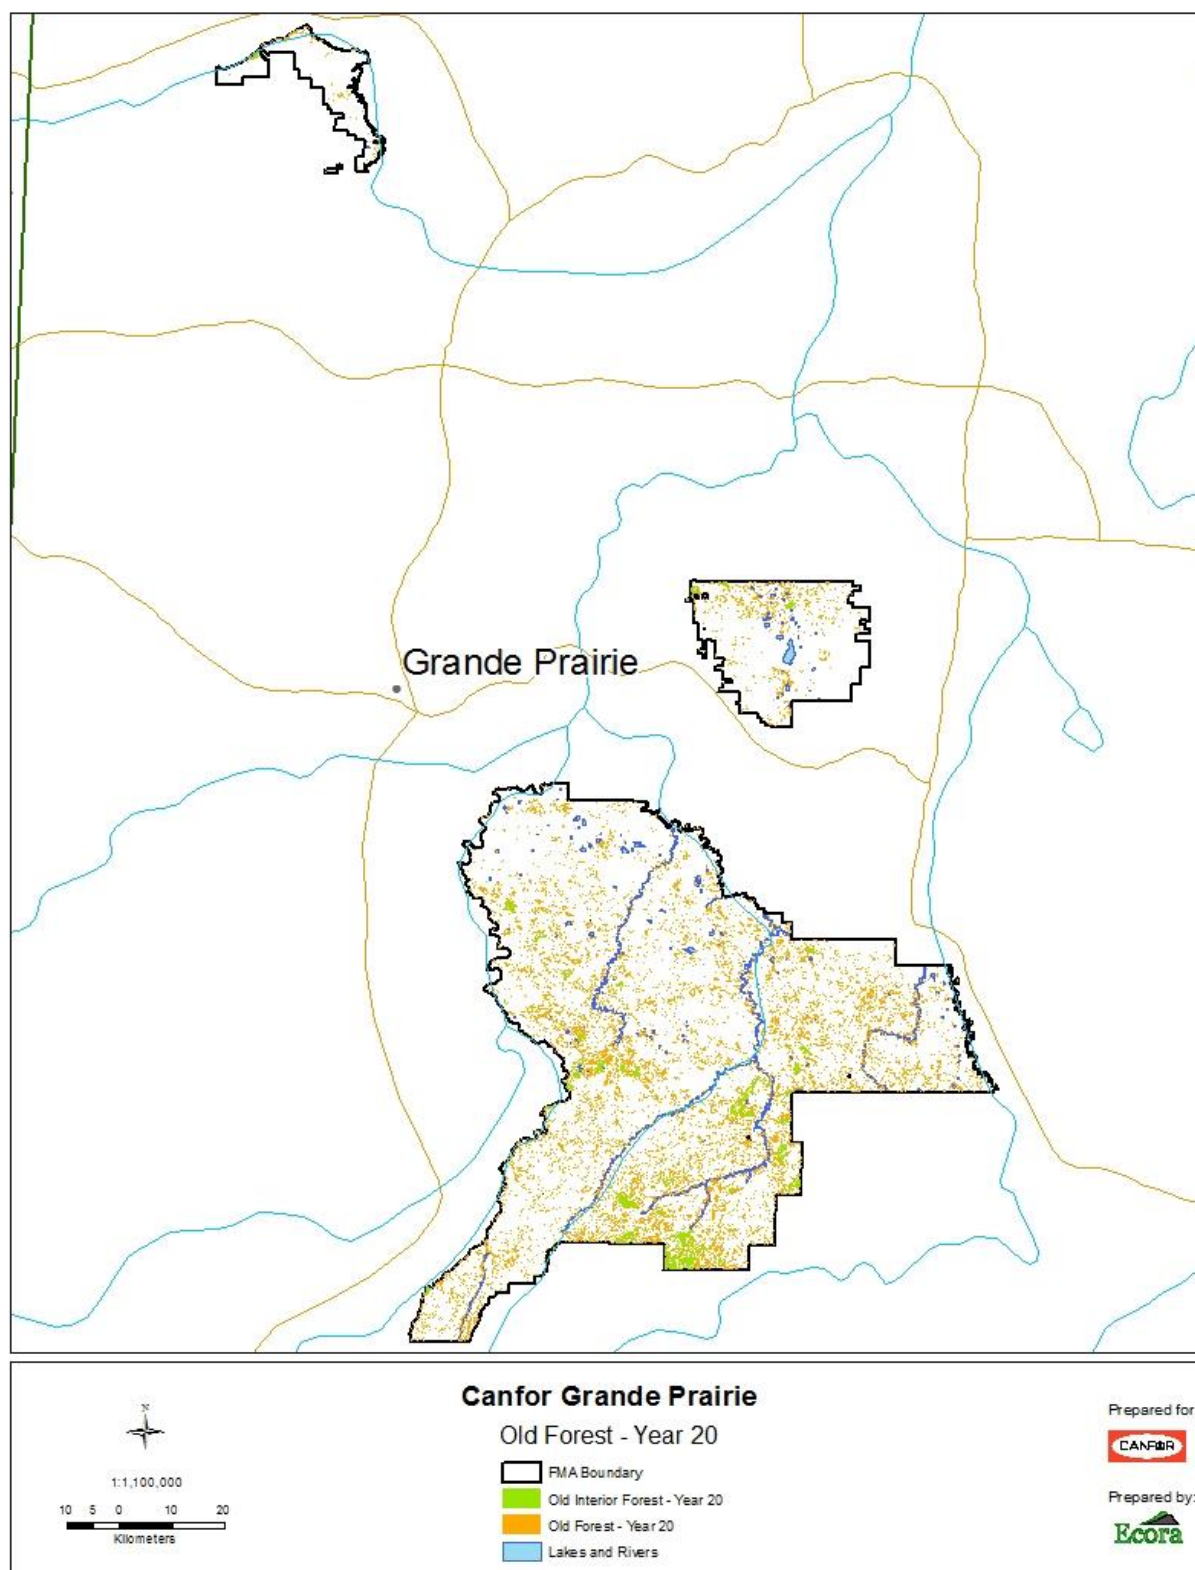 Grande Prairie
Canfor Grande Prairie
Old Forest - Year 20
N
1:1,100,000
10 5 0 10 20
Kilometers
FMA Boundary
Old Interior Forest - Year 20
Old Forest - Year 20
Lakes and Rivers
Prepared for
CANFOR
Prepared by:
Ecora